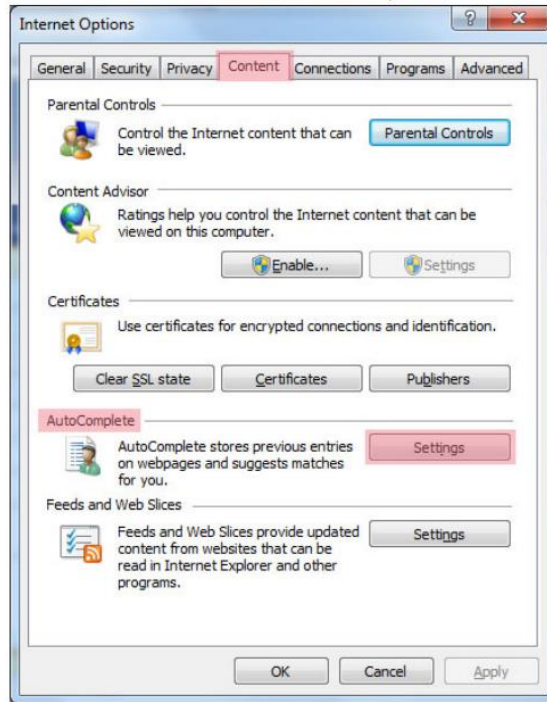 Internet Options
General Security Privacy Content Connections Programs Advanced
Parental Controls
Control the Internet content that can
be viewed.
Parental Controls
Content Advisor
Ratings help you control the Internet content that can be
viewed on this computer.
Enable...
Settings
Certificates
Use certificates for encrypted connections and identification.
Clear SSL state
Certificates
Publishers
AutoComplete
AutoComplete stores previous entries
on webpages and suggests matches
for you.
Settings
Feeds and Web Slices
Feeds and Web Slices provide updated
content from websites that can be
read in Internet Explorer and other
programs.
Settings
OK
Cancel
Apply